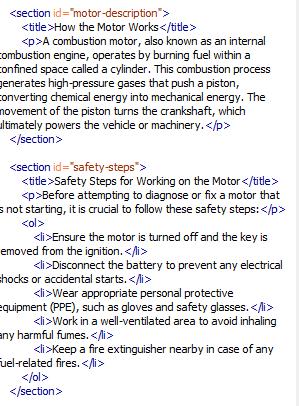 <section id="motor-description">
<title>How the Motor Works</title>
<p>A combustion motor, also known as an internal
combustion engine, operates by burning fuel within a
confined space called a cylinder. This combustion process
generates high-pressure gases that push a piston,
converting chemical energy into mechanical energy. The
movement of the piston turns the crankshaft, which
ultimately powers the vehicle or machinery.</p>
</section>
<section id="safety-steps">
<title>Safety Steps for Working on the Motor</title>
<p>Before attempting to diagnose or fix a motor that
is not starting, it is crucial to follow these safety steps:</p>
<ol>
<li>Ensure the motor is turned off and the key is
removed from the ignition.</li>
<li>Disconnect the battery to prevent any electrical
shocks or accidental starts.</li>
<li>Wear appropriate personal protective
equipment (PPE), such as gloves and safety glasses.</li>
<li>Work in a well-ventilated area to avoid inhaling
any harmful fumes.</li>
<li>Keep a fire extinguisher nearby in case of any
fuel-related fires.</li>
</ol>
</section>